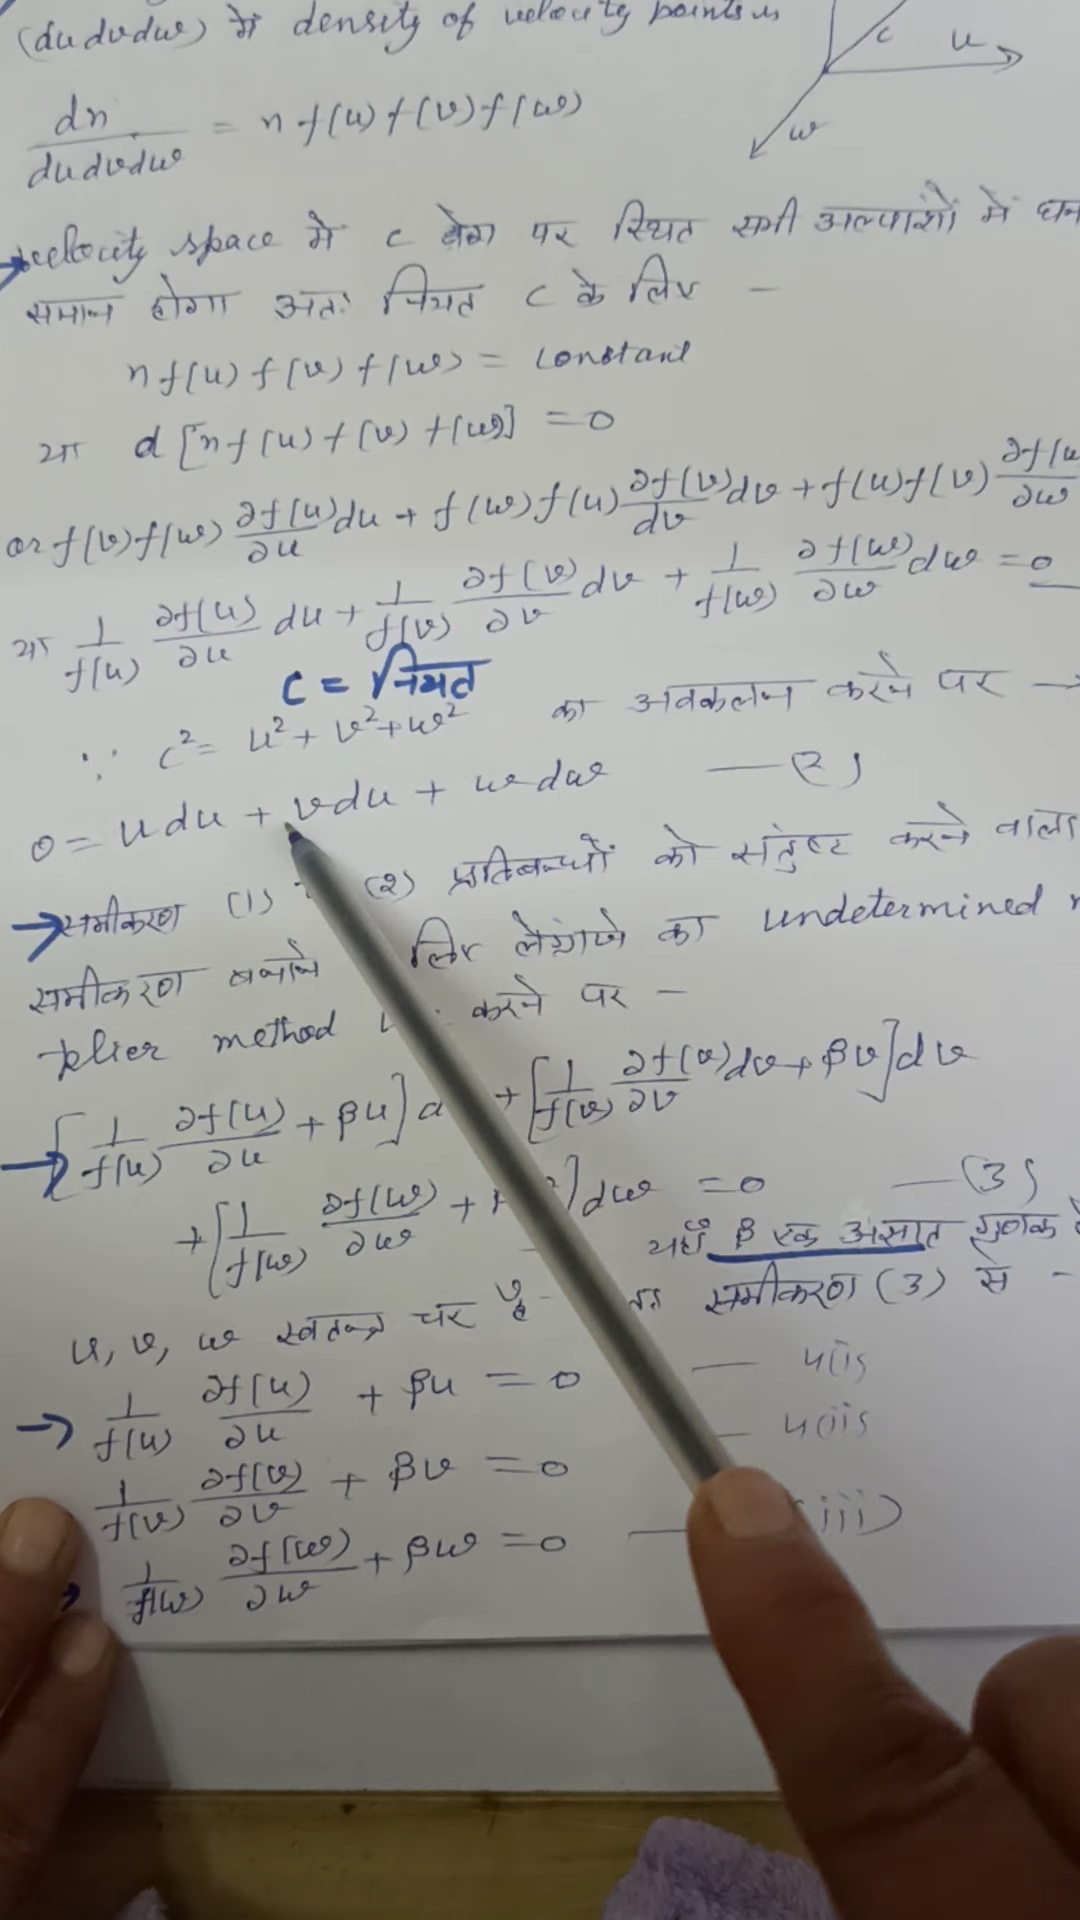 (du dv dw) में density of velocity points is
c u
w
dn/du dv dw = n f(u) f(v) f(w)
→ velocity space में c वेग पर स्थित सभी अल्पांशों में
समान होगा अतः नियत c के लिए —
n f(u) f(v) f(w) = constant
या d [n f(u) f(v) f(w)] = 0
or f(v) f(w) ∂f(u)/∂u du + f(w) f(u) ∂f(v)/dv dv + f(u) f(v) ∂f(u/∂w
या 1/f(u) ∂f(u)/∂u du + 1/f(v) ∂f(v)/∂v dv + 1/f(w) ∂f(w)/∂w dw = 0
c = नियत
∵ c² = u² + v² + w² का अवकलन करने पर →
0 = u du + v du + w dw —(2)
→ समीकरण (1) (2) प्रतिबन्धों को संतुष्ट करने वाला
समीकरण बनाने लिए लेग्रांजे का undetermined
tplier method करने पर —
→ [1/f(u) ∂f(u)/∂u + βu] d + [1/f(v) ∂f(v)/∂v dv + βv] dv
+ [1/f(w) ∂f(w)/∂w + ] dw = 0 —(3)
यहाँ β एक अज्ञात गुणक है
u, v, w स्वतन्त्र चर है समीकरण (3) से -
→ 1/f(u) ∂f(u)/∂u + βu = 0 — 4(i)
1/f(v) ∂f(v)/∂v + βv = 0 — 4(ii)
1/f(w) ∂f(w)/∂w + βw = 0 — iii)